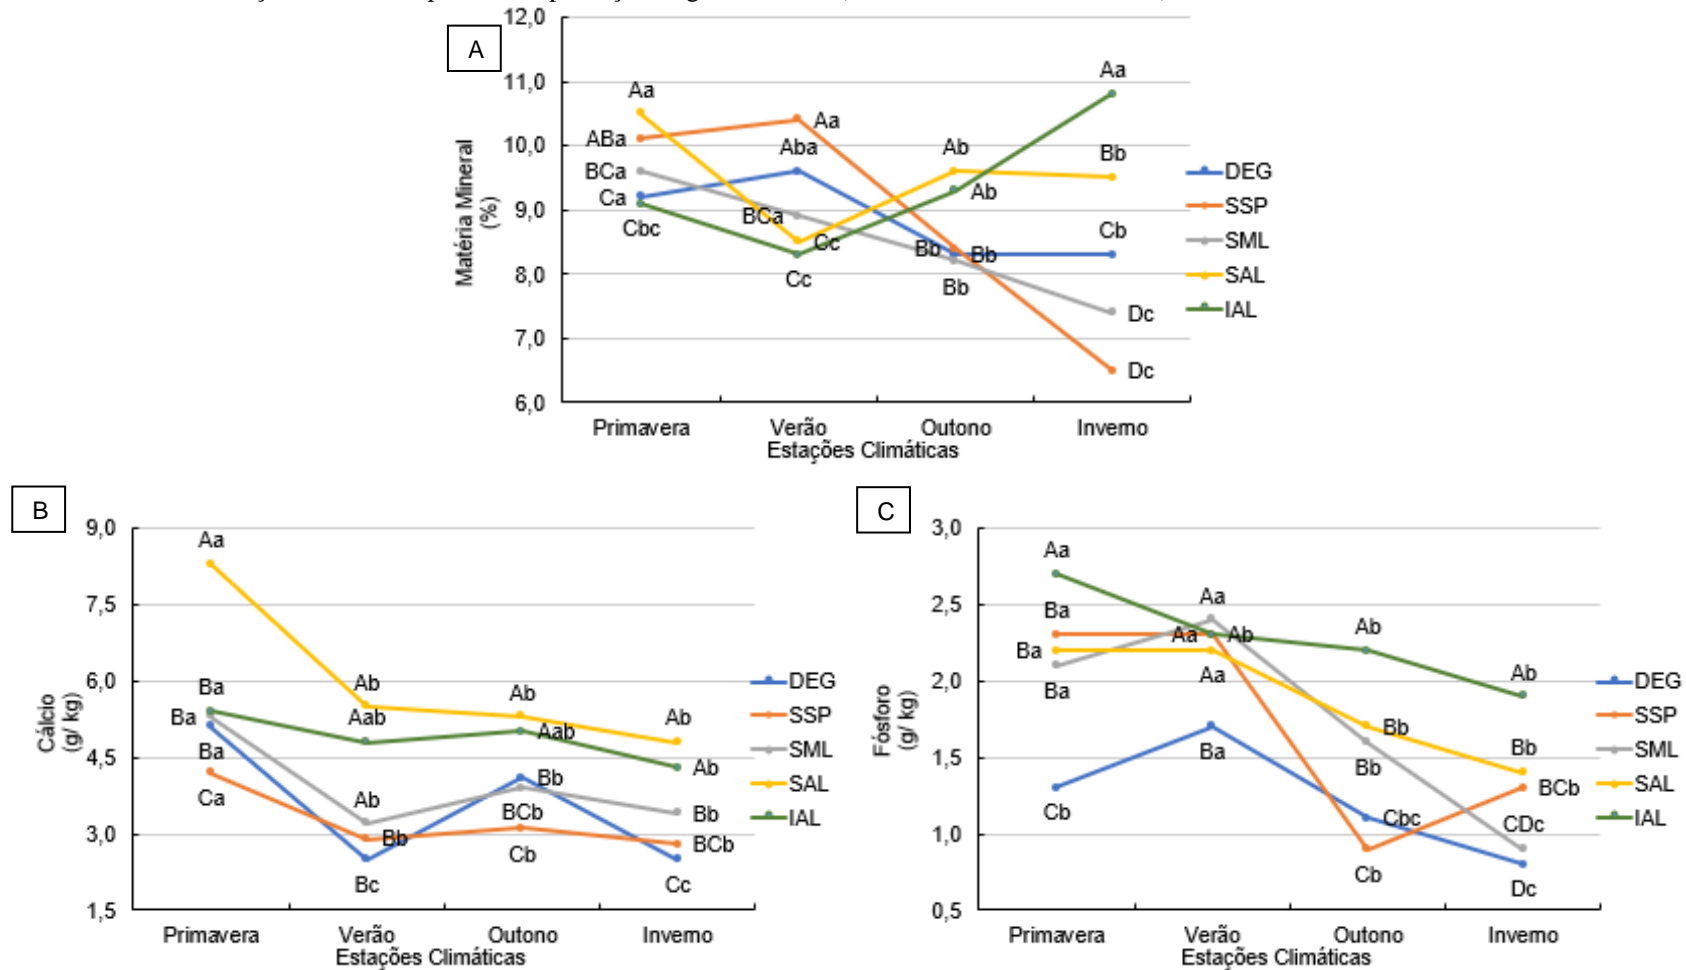 A
12,0
11,0
10,0
9,0
8,0
7,0
6,0
Matéria Mineral
(%)
Aa
ABa
BCa
Ca
Cbc
Aa
Aba
BCa
Cc
Cc
Ab
Ab
Bb
Bb
Bb
Aa
Bb
Cb
Dc
Dc
Primavera
Verão
Outono
Inverno
Estações Climáticas
DEG
SSP
SML
SAL
IAL
B
9,0
7,5
6,0
4,5
3,0
1,5
Cálcio
(g/ kg)
Aa
Ba
Ba
Ba
Ca
Ab
Aab
Ab
Bb
Bc
Ab
Aab
Bb
BCb
Cb
Ab
Ab
Bb
BCb
Cc
Primavera
Verão
Outono
Inverno
Estações Climáticas
DEG
SSP
SML
SAL
IAL
C
3,0
2,5
2,0
1,5
1,0
0,5
Fósforo
(g/ kg)
Aa
Ba
Ba
Ba
Cb
Aa
Aa
Ab
Aa
Ba
Ab
Bb
Bb
Cbc
Cb
Ab
Bb
BCb
CDc
Dc
Primavera
Verão
Outono
Inverno
Estações Climáticas
DEG
SSP
SML
SAL
IAL